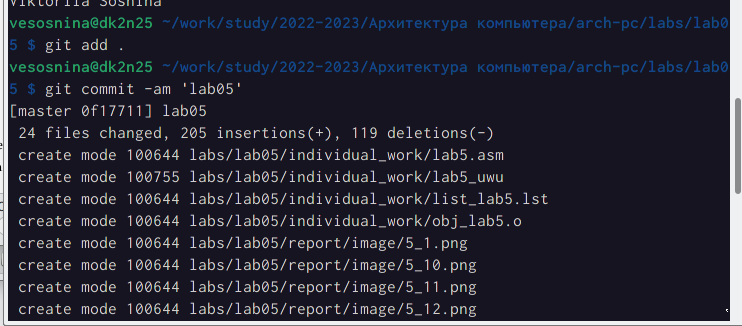 Viktoriia Sosnina
vesosnina@dk2n25 ~/work/study/2022-2023/Архитектура компьютера/arch-pc/labs/lab0
5 $ git add .
vesosnina@dk2n25 ~/work/study/2022-2023/Архитектура компьютера/arch-pc/labs/lab0
5 $ git commit -am 'lab05'
[master 0f17711] lab05
 24 files changed, 205 insertions(+), 119 deletions(-)
 create mode 100644 labs/lab05/individual_work/lab5.asm
 create mode 100755 labs/lab05/individual_work/lab5_uwu
 create mode 100644 labs/lab05/individual_work/list_lab5.lst
 create mode 100644 labs/lab05/individual_work/obj_lab5.o
 create mode 100644 labs/lab05/report/image/5_1.png
 create mode 100644 labs/lab05/report/image/5_10.png
 create mode 100644 labs/lab05/report/image/5_11.png
 create mode 100644 labs/lab05/report/image/5_12.png